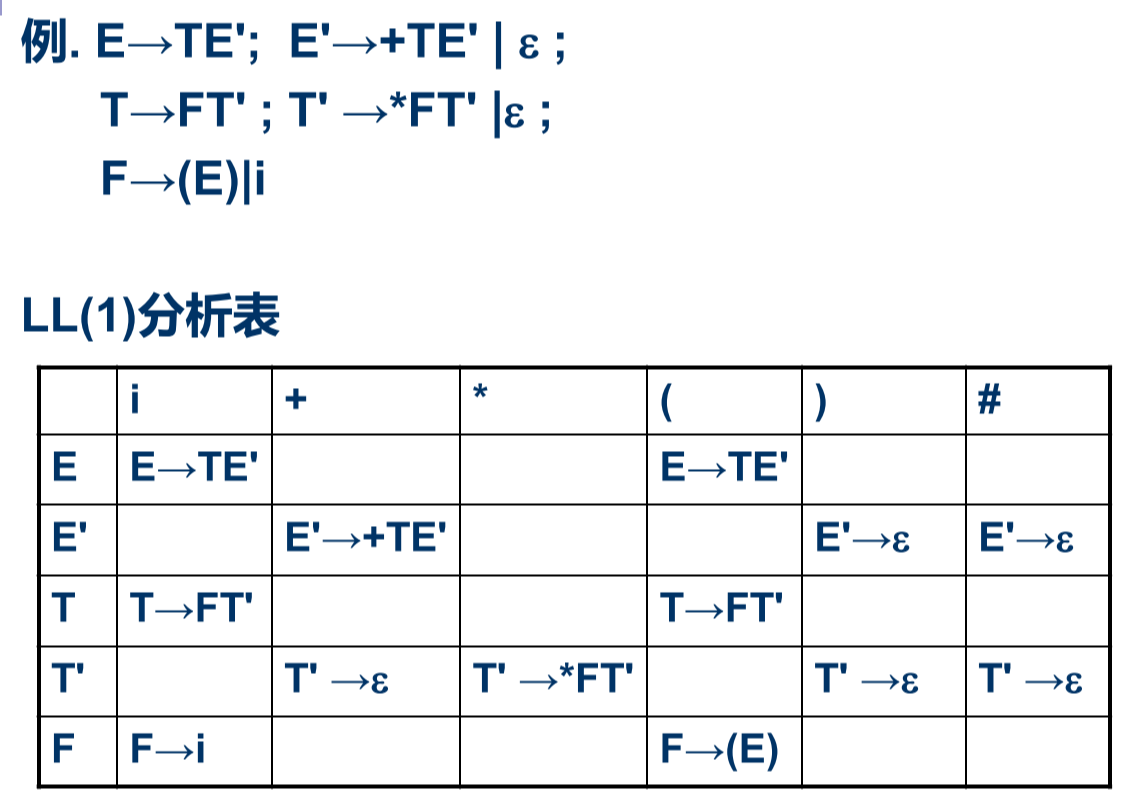 例. E→TE'; E'→+TE' | ε ;
T→FT' ; T' →*FT' |ε ;
F→(E)|i
LL(1)分析表
i + * ( ) #
E E→TE' E→TE'
E' E'→+TE' E'→ε E'→ε
T T→FT' T→FT'
T' T' →ε T' →*FT' T' →ε T' →ε
F F→i F→(E)